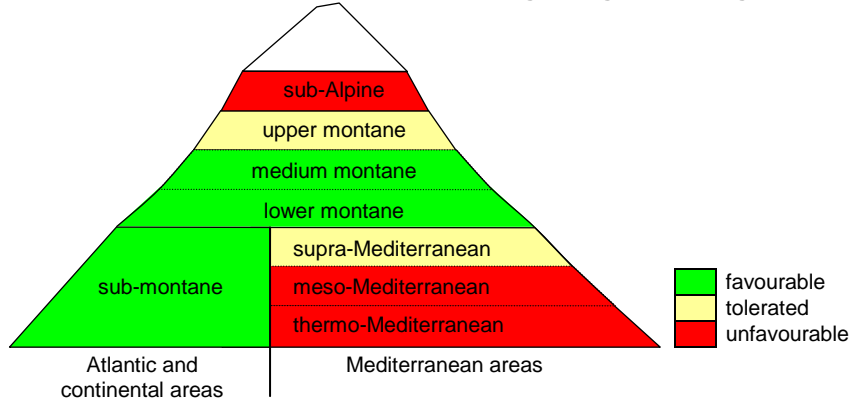 sub-Alpine
upper montane
medium montane
lower montane
supra-Mediterranean
sub-montane
meso-Mediterranean
thermo-Mediterranean
favourable
tolerated
unfavourable
Atlantic and
continental areas
Mediterranean areas